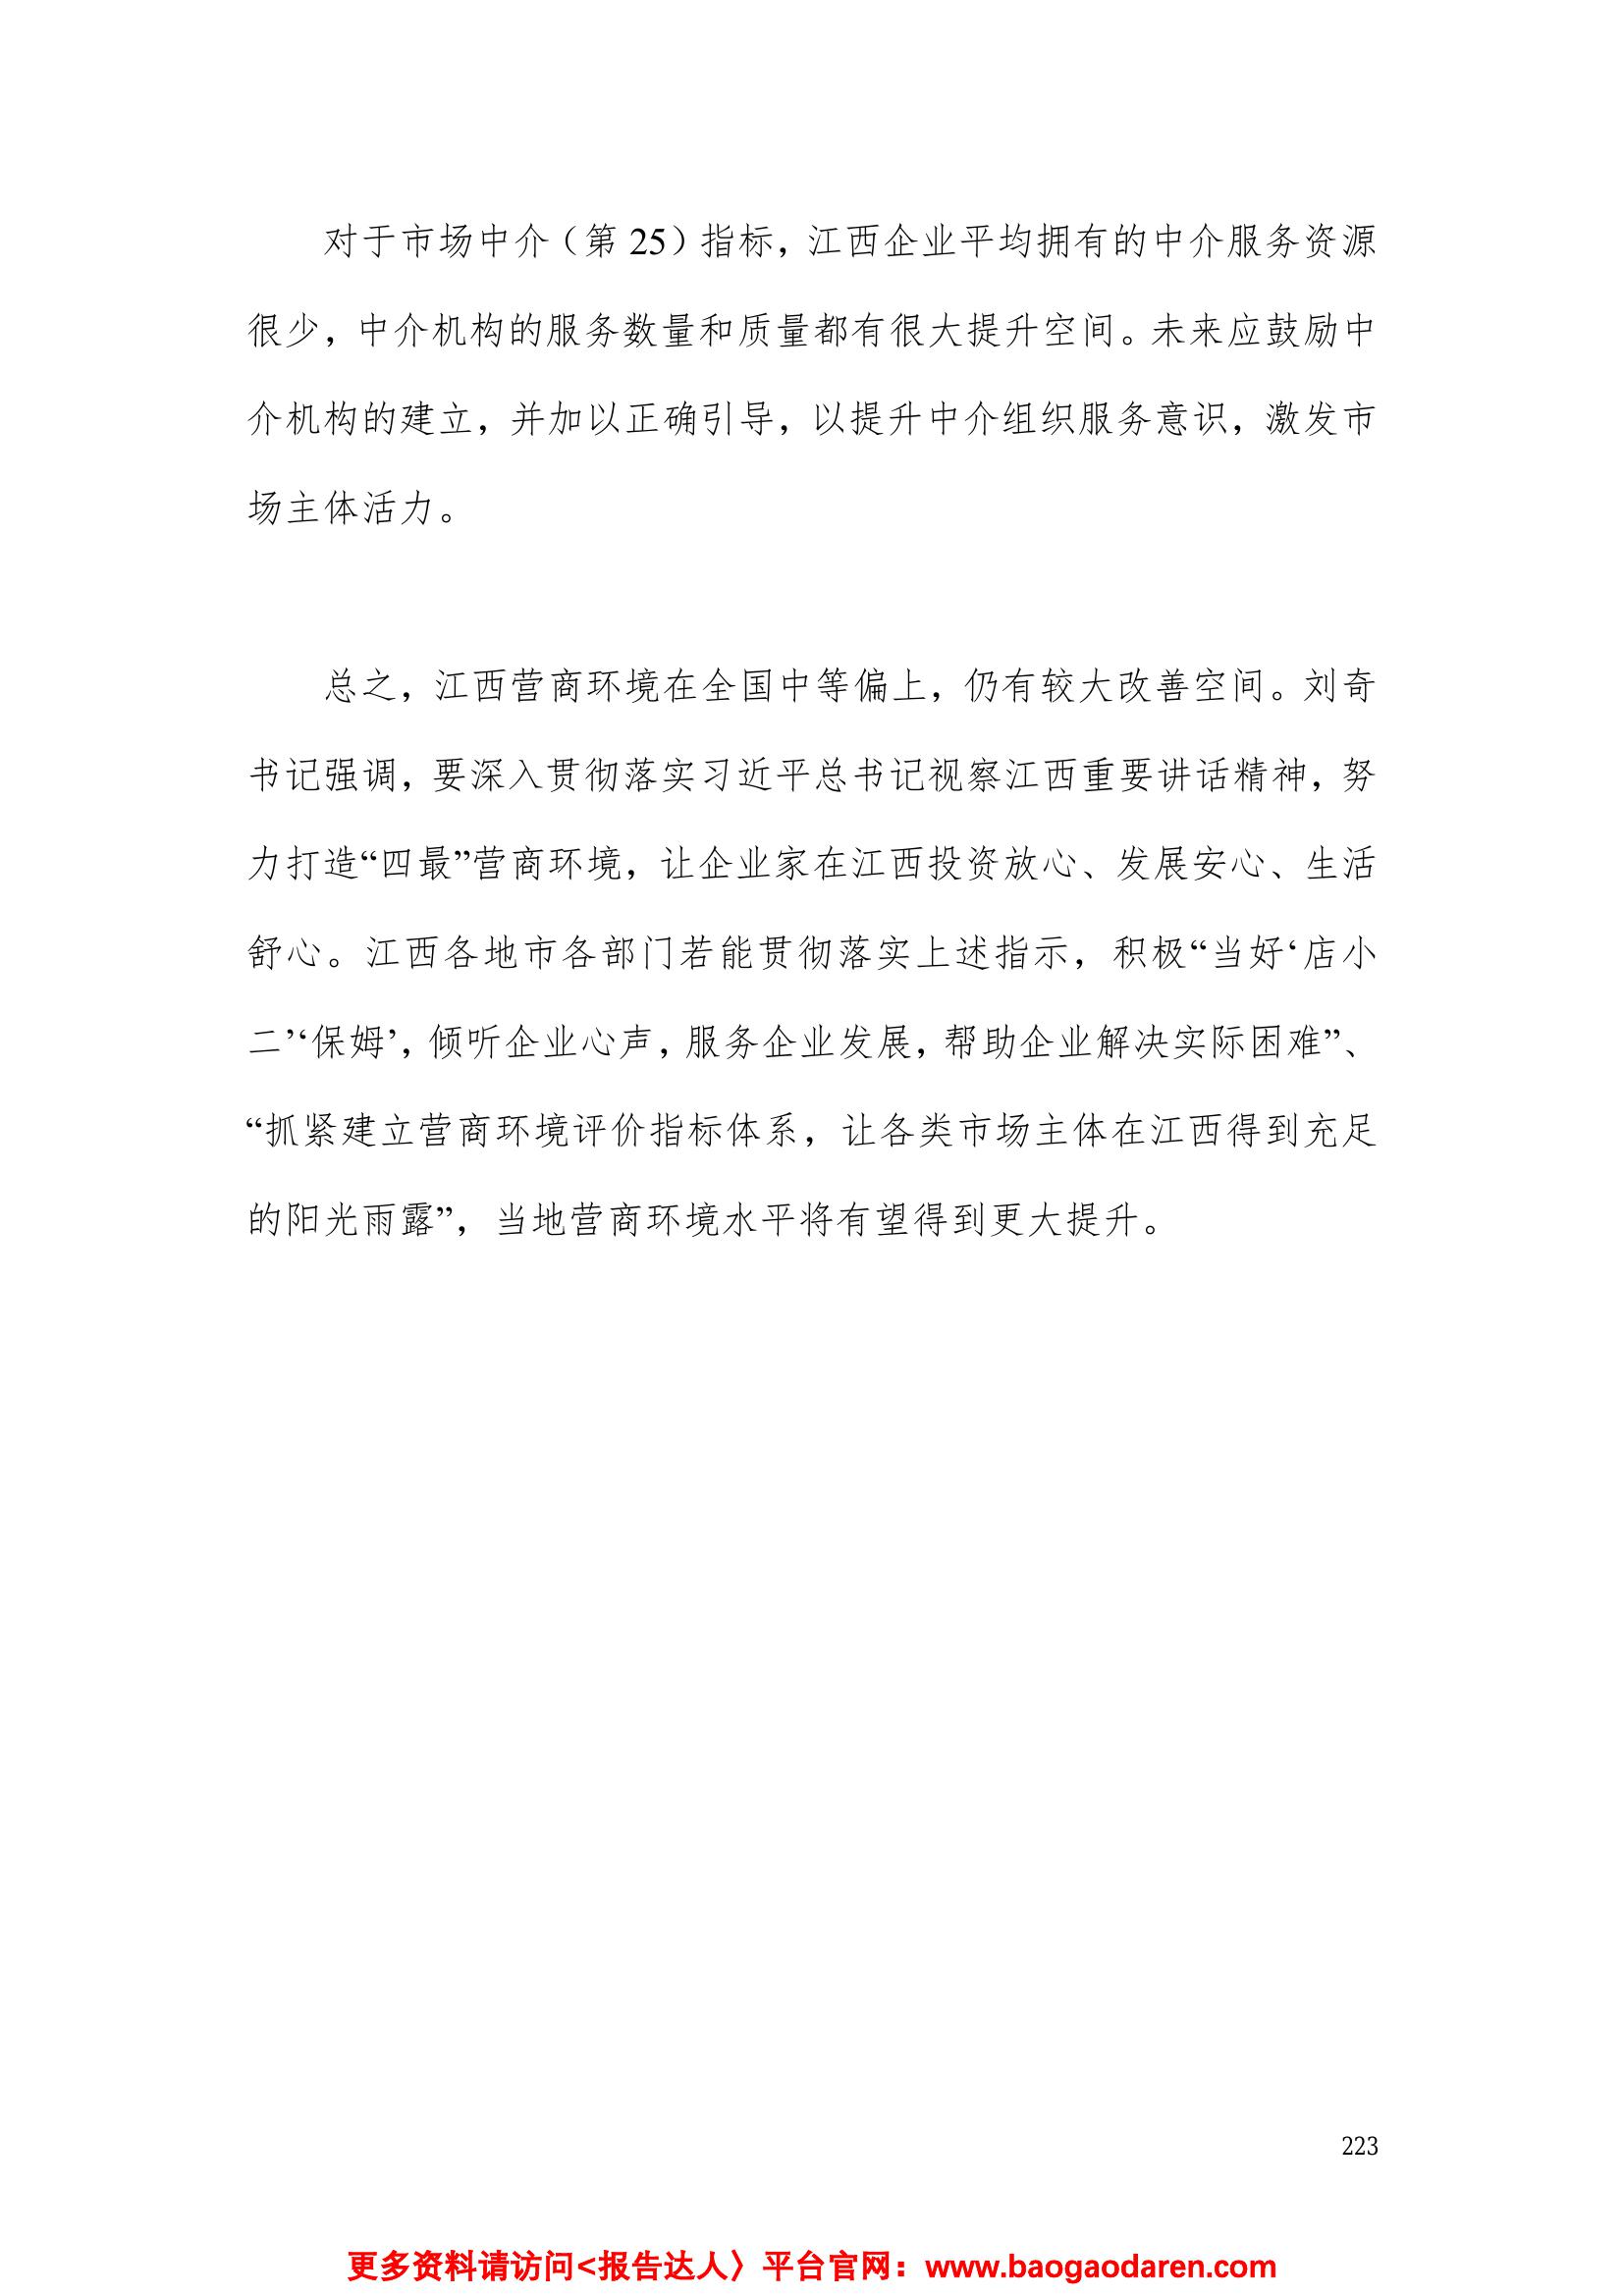 对于市场中介（第 25）指标，江西企业平均拥有的中介服务资源
很少，中介机构的服务数量和质量都有很大提升空间。未来应鼓励中
介机构的建立，并加以正确引导，以提升中介组织服务意识，激发市
场主体活力。
总之，江西营商环境在全国中等偏上，仍有较大改善空间。刘奇
书记强调，要深入贯彻落实习近平总书记视察江西重要讲话精神，努
力打造“四最”营商环境，让企业家在江西投资放心、发展安心、生活
舒心。江西各地市各部门若能贯彻落实上述指示，积极“当好‘店小
二’‘保姆’，倾听企业心声，服务企业发展，帮助企业解决实际困难”、
“抓紧建立营商环境评价指标体系，让各类市场主体在江西得到充足
的阳光雨露”，当地营商环境水平将有望得到更大提升。
223
更多资料请访问<报告达人〉平台官网：www.baogaodaren.com